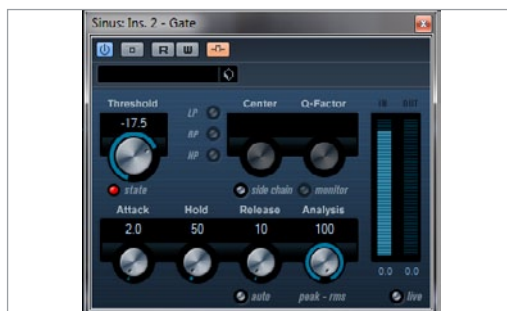 Sinus: Ins. 2 - Gate
R W
Threshold Center Q-Factor IN OUT
-17.5
LP
BP
HP
state side chain monitor
Attack Hold Release Analysis
2.0 50 10 100
0.0 0.0
auto peak - rms live